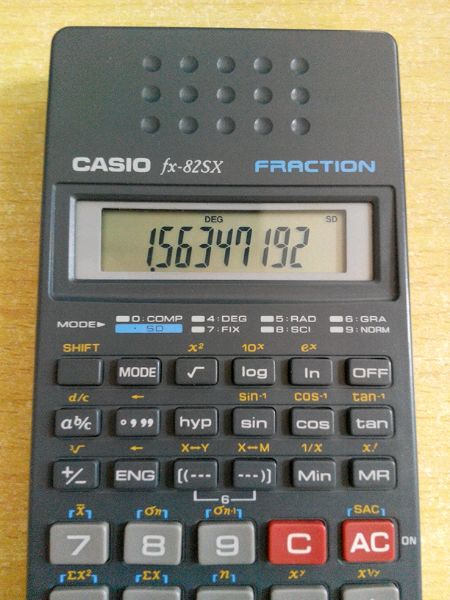 CASIO fx-82SX FRACTION
DEG SD
1.56347192
MODE▶ 0:COMP 4:DEG 5:RAD 6:GRA
· SD 7:FIX 8:SCI 9:NORM
SHIFT x² 10ˣ eˣ
MODE √ log ln OFF
d/c ← sin⁻¹ cos⁻¹ tan⁻¹
ab/c °,,, hyp sin cos tan
³√ ← X↔Y X↔M 1/X x!
+/− ENG [(--- ---)] Min MR
6
x̄ σn σn-1 SAC
7 8 9 C AC ON
Σx² Σx n xʸ x¹/ʸ